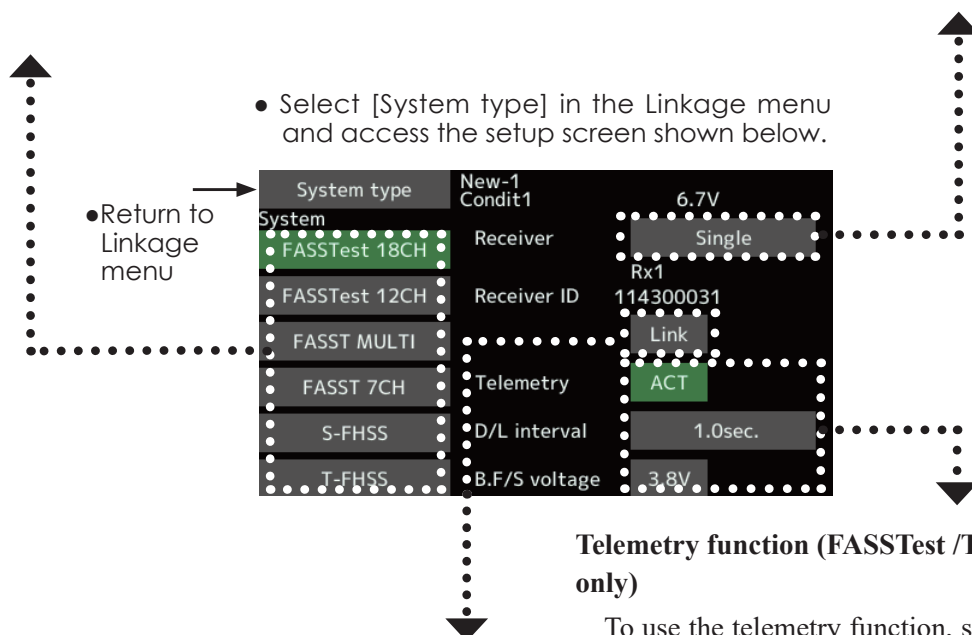 ● Select [System type] in the Linkage menu
and access the setup screen shown below.
●Return to
Linkage
menu
System type
New-1
Condit1
6.7V
System
FASSTest 18CH
FASSTest 12CH
FASST MULTI
FASST 7CH
S-FHSS
T-FHSS
Receiver
Single
Rx1
Receiver ID
114300031
Link
Telemetry
ACT
D/L interval
1.0sec.
B.F/S voltage
3.8V
Telemetry function (FASSTest /T
only)
To use the telemetry function, s